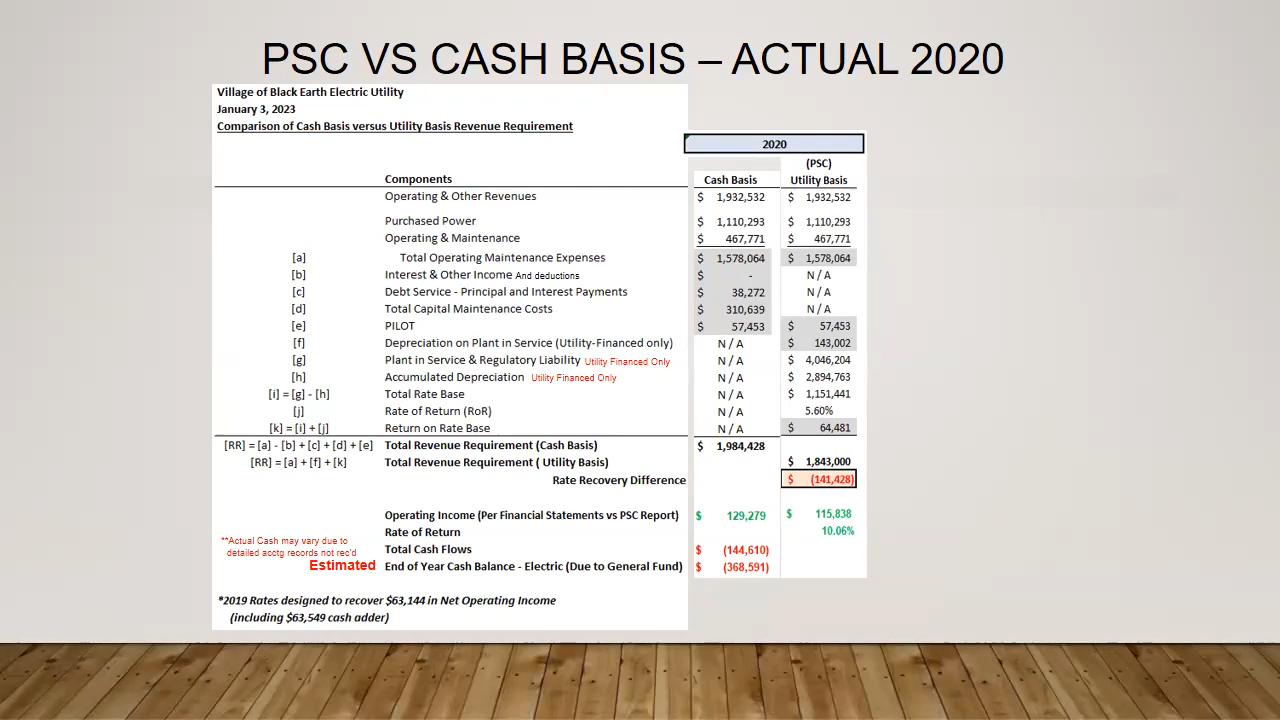 PSC VS CASH BASIS – ACTUAL 2020
Village of Black Earth Electric Utility
January 3, 2023
Comparison of Cash Basis versus Utility Basis Revenue Requirement
2020
(PSC)
Components Cash Basis Utility Basis
Operating & Other Revenues $ 1,932,532 $ 1,932,532
Purchased Power $ 1,110,293 $ 1,110,293
Operating & Maintenance $ 467,771 $ 467,771
[a] Total Operating Maintenance Expenses $ 1,578,064 $ 1,578,064
[b] Interest & Other Income And deductions $ - N / A
[c] Debt Service - Principal and Interest Payments $ 38,272 N / A
[d] Total Capital Maintenance Costs $ 310,639 N / A
[e] PILOT $ 57,453 $ 57,453
[f] Depreciation on Plant in Service (Utility-Financed only) N / A $ 143,002
[g] Plant in Service & Regulatory Liability Utility Financed Only N / A $ 4,046,204
[h] Accumulated Depreciation Utility Financed Only N / A $ 2,894,763
[i] = [g] - [h] Total Rate Base N / A $ 1,151,441
[j] Rate of Return (RoR) N / A 5.60%
[k] = [i] + [j] Return on Rate Base N / A $ 64,481
[RR] = [a] - [b] + [c] + [d] + [e] Total Revenue Requirement (Cash Basis) $ 1,984,428
[RR] = [a] + [f] + [k] Total Revenue Requirement ( Utility Basis) $ 1,843,000
Rate Recovery Difference $ (141,428)
Operating Income (Per Financial Statements vs PSC Report) $ 129,279 $ 115,838
Rate of Return 10.06%
**Actual Cash may vary due to
detailed acctg records not rec'd
Total Cash Flows $ (144,610)
Estimated End of Year Cash Balance - Electric (Due to General Fund) $ (368,591)
*2019 Rates designed to recover $63,144 in Net Operating Income
(including $63,549 cash adder)